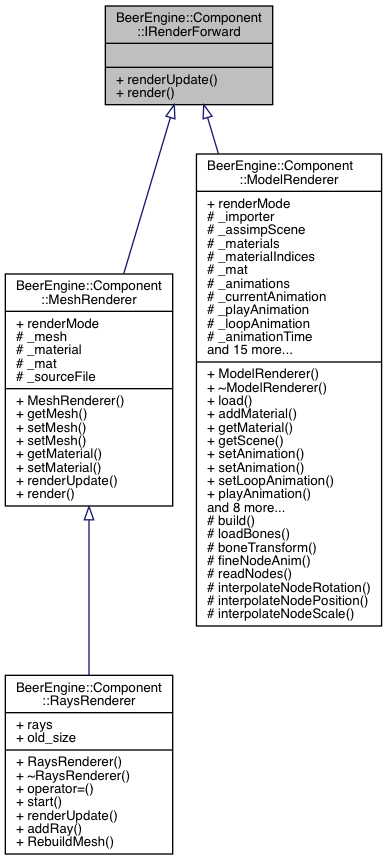 BeerEngine::Component
::IRenderForward
+ renderUpdate()
+ render()
BeerEngine::Component
::ModelRenderer
+ renderMode
# _importer
# _assimpScene
# _materials
# _materialIndices
# _mat
# _animations
# _currentAnimation
# _playAnimation
# _loopAnimation
# _animationTime
and 15 more...
+ ModelRenderer()
+ ~ModelRenderer()
+ load()
+ addMaterial()
+ getMaterial()
+ getScene()
+ setAnimation()
+ setAnimation()
+ setLoopAnimation()
+ playAnimation()
and 8 more...
# build()
# loadBones()
# boneTransform()
# fineNodeAnim()
# readNodes()
# interpolateNodeRotation()
# interpolateNodePosition()
# interpolateNodeScale()
BeerEngine::Component
::MeshRenderer
+ renderMode
# _mesh
# _material
# _mat
# _sourceFile
+ MeshRenderer()
+ getMesh()
+ setMesh()
+ setMesh()
+ getMaterial()
+ setMaterial()
+ renderUpdate()
+ render()
BeerEngine::Component
::RaysRenderer
+ rays
+ old_size
+ RaysRenderer()
+ ~RaysRenderer()
+ operator=()
+ start()
+ renderUpdate()
+ addRay()
+ RebuildMesh()